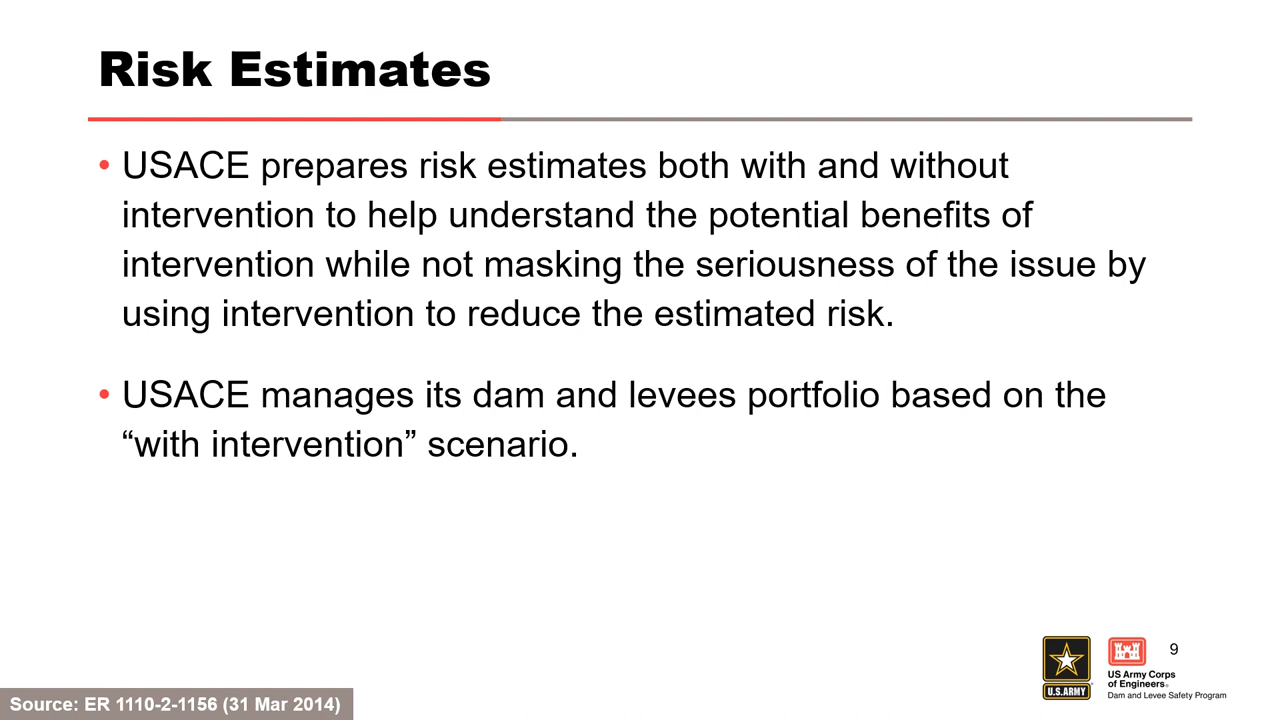 Risk Estimates
• USACE prepares risk estimates both with and without
intervention to help understand the potential benefits of
intervention while not masking the seriousness of the issue by
using intervention to reduce the estimated risk.
• USACE manages its dam and levees portfolio based on the
“with intervention” scenario.
9
U.S.ARMY
US Army Corps
of Engineers®
Dam and Levee Safety Program
Source: ER 1110-2-1156 (31 Mar 2014)